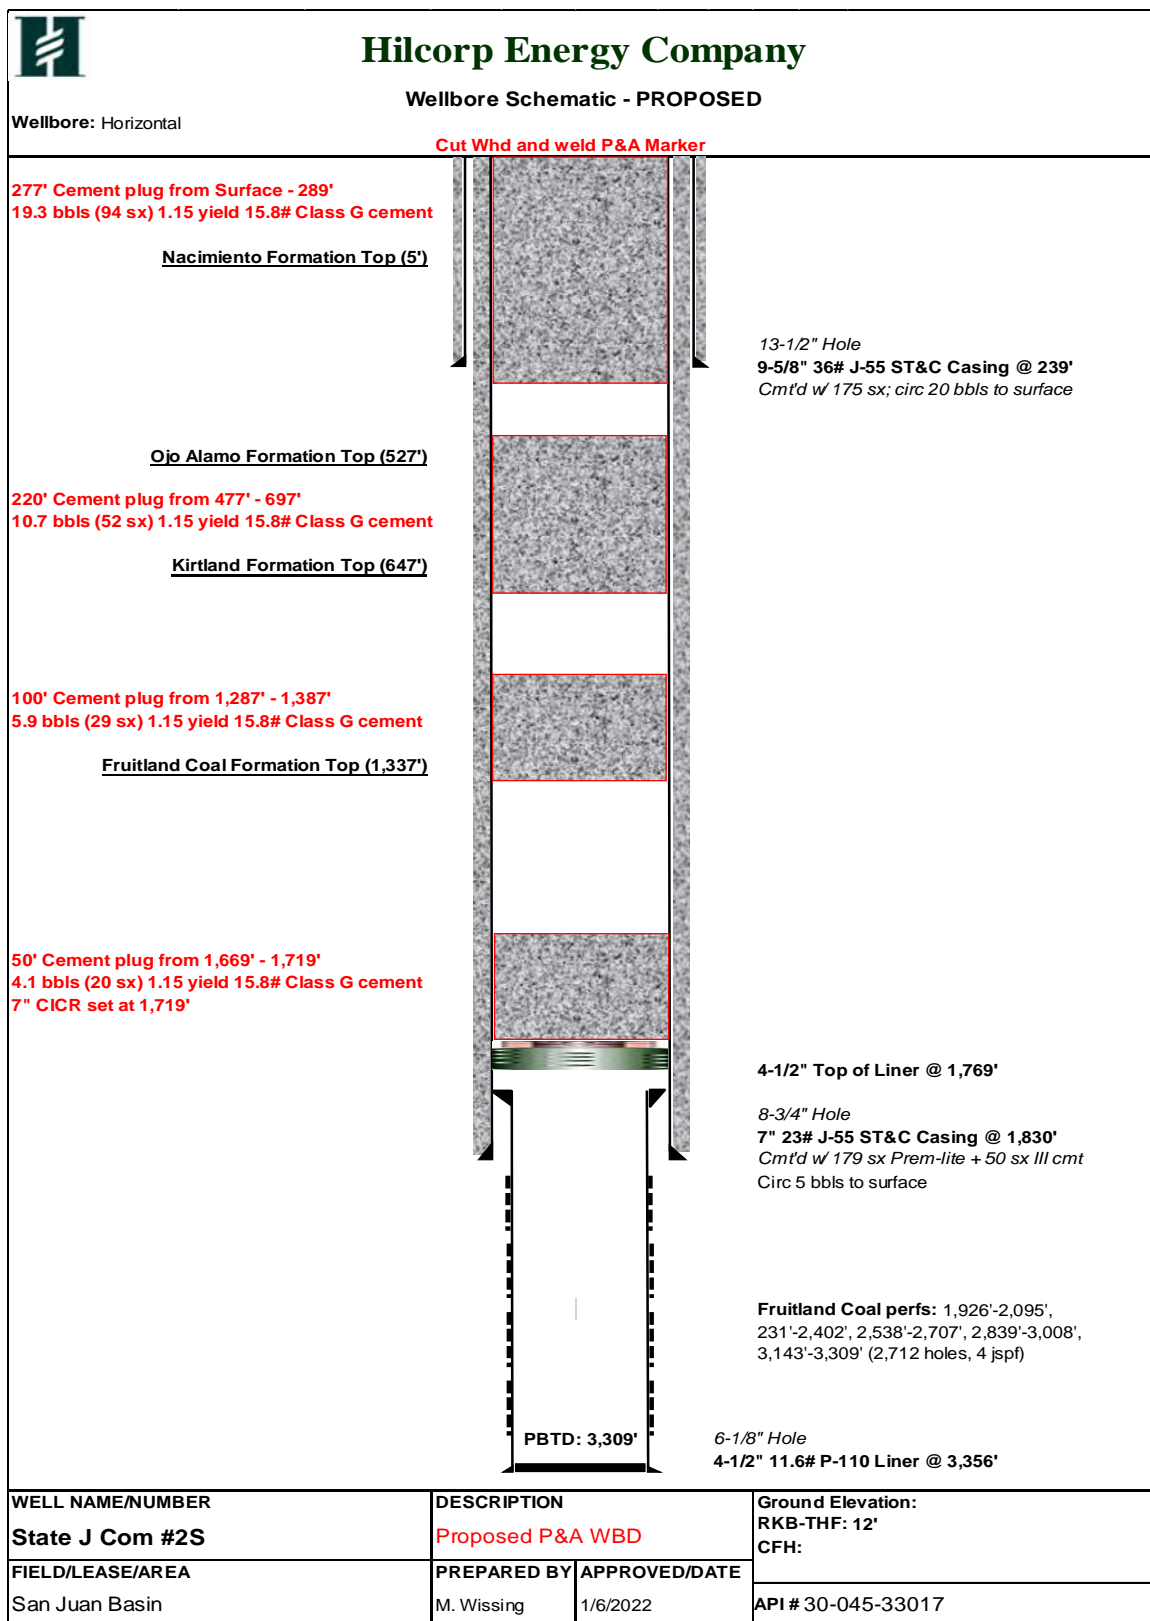 Hilcorp Energy Company
Wellbore Schematic - PROPOSED
Wellbore: Horizontal
Cut Whd and weld P&A Marker
277' Cement plug from Surface - 289'
19.3 bbls (94 sx) 1.15 yield 15.8# Class G cement
Nacimiento Formation Top (5')
13-1/2" Hole
9-5/8" 36# J-55 ST&C Casing @ 239'
Cmt'd w/ 175 sx; circ 20 bbls to surface
Ojo Alamo Formation Top (527')
220' Cement plug from 477' - 697'
10.7 bbls (52 sx) 1.15 yield 15.8# Class G cement
Kirtland Formation Top (647')
100' Cement plug from 1,287' - 1,387'
5.9 bbls (29 sx) 1.15 yield 15.8# Class G cement
Fruitland Coal Formation Top (1,337')
50' Cement plug from 1,669' - 1,719'
4.1 bbls (20 sx) 1.15 yield 15.8# Class G cement
7" CICR set at 1,719'
4-1/2" Top of Liner @ 1,769'
8-3/4" Hole
7" 23# J-55 ST&C Casing @ 1,830'
Cmt'd w/ 179 sx Prem-lite + 50 sx III cmt
Circ 5 bbls to surface
Fruitland Coal perfs: 1,926'-2,095',
231'-2,402', 2,538'-2,707', 2,839'-3,008',
3,143'-3,309' (2,712 holes, 4 jspf)
PBTD: 3,309'
6-1/8" Hole
4-1/2" 11.6# P-110 Liner @ 3,356'
WELL NAME/NUMBER
State J Com #2S
DESCRIPTION
Proposed P&A WBD
Ground Elevation:
RKB-THF: 12'
CFH:
FIELD/LEASE/AREA
San Juan Basin
PREPARED BY
M. Wissing
APPROVED/DATE
1/6/2022
API # 30-045-33017